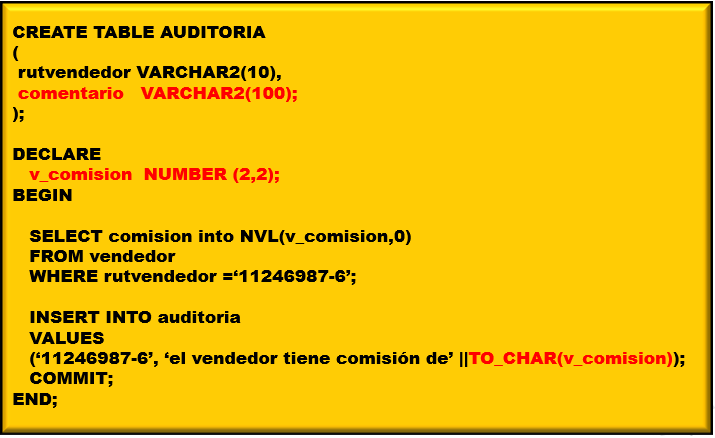 CREATE TABLE AUDITORIA
(
rutvendedor VARCHAR2(10),
comentario VARCHAR2(100);
);
DECLARE
v_comision NUMBER (2,2);
BEGIN
SELECT comision into NVL(v_comision,0)
FROM vendedor
WHERE rutvendedor =‘11246987-6’;
INSERT INTO auditoria
VALUES
(‘11246987-6’, ‘el vendedor tiene comisión de’ ||TO_CHAR(v_comision));
COMMIT;
END;